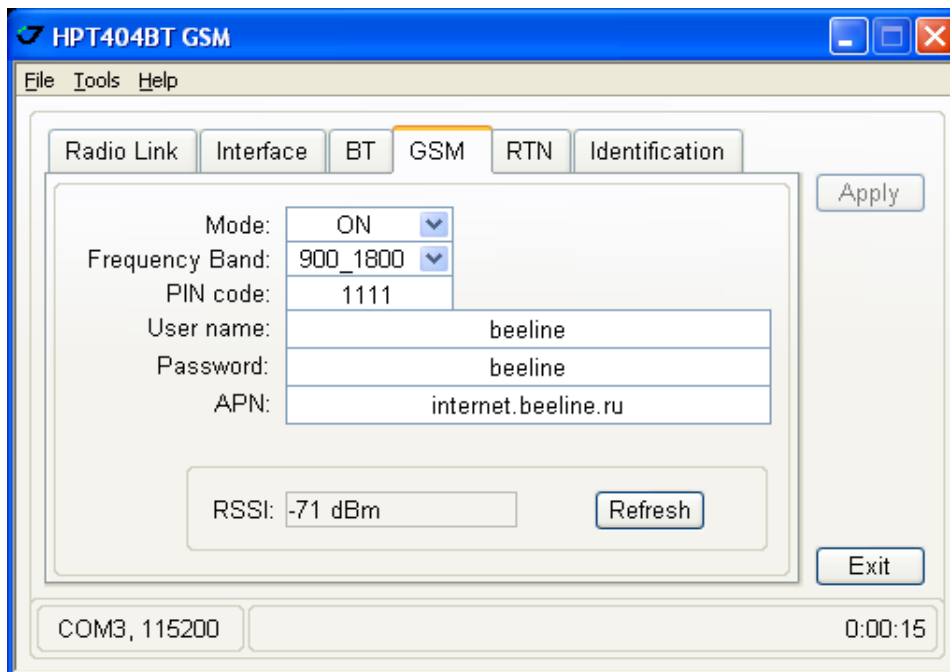 HPT404BT GSM
File Tools Help
Radio Link Interface BT GSM RTN Identification
Apply
Mode: ON
Frequency Band: 900_1800
PIN code: 1111
User name: beeline
Password: beeline
APN: internet.beeline.ru
RSSI: -71 dBm Refresh
Exit
COM3, 115200 0:00:15